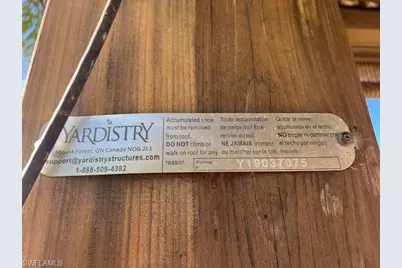 YARDISTRY
Mount Forest, ON Canada N0G 2L1
support@yardistrystructures.com
1-888-509-4382
Accumulated snow
must be removed
from roof.
DO NOT climb or
walk on roof for any
reason.
Toute accumulation
de neige doit être
retirée du toit.
NE JAMAIS grimper
ou marcher sur le toit.
Quitar la nieve
acumulada en el techo
NO trepar ni caminar
el techo por ningun
motivo.
Y19037075
©SWFLAMLS